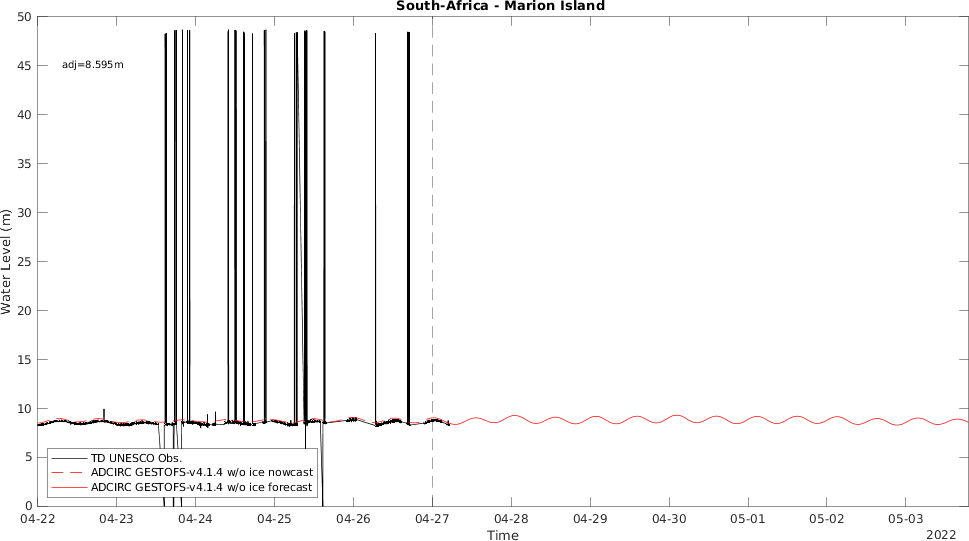 South-Africa - Marion Island
50
45
40
35
30
25
20
15
10
5
0
Water Level (m)
adj=8.595m
TD UNESCO Obs.
ADCIRC GESTOFS-v4.1.4 w/o ice nowcast
ADCIRC GESTOFS-v4.1.4 w/o ice forecast
04-22 04-23 04-24 04-25 04-26 04-27 04-28 04-29 04-30 05-01 05-02 05-03
Time
2022